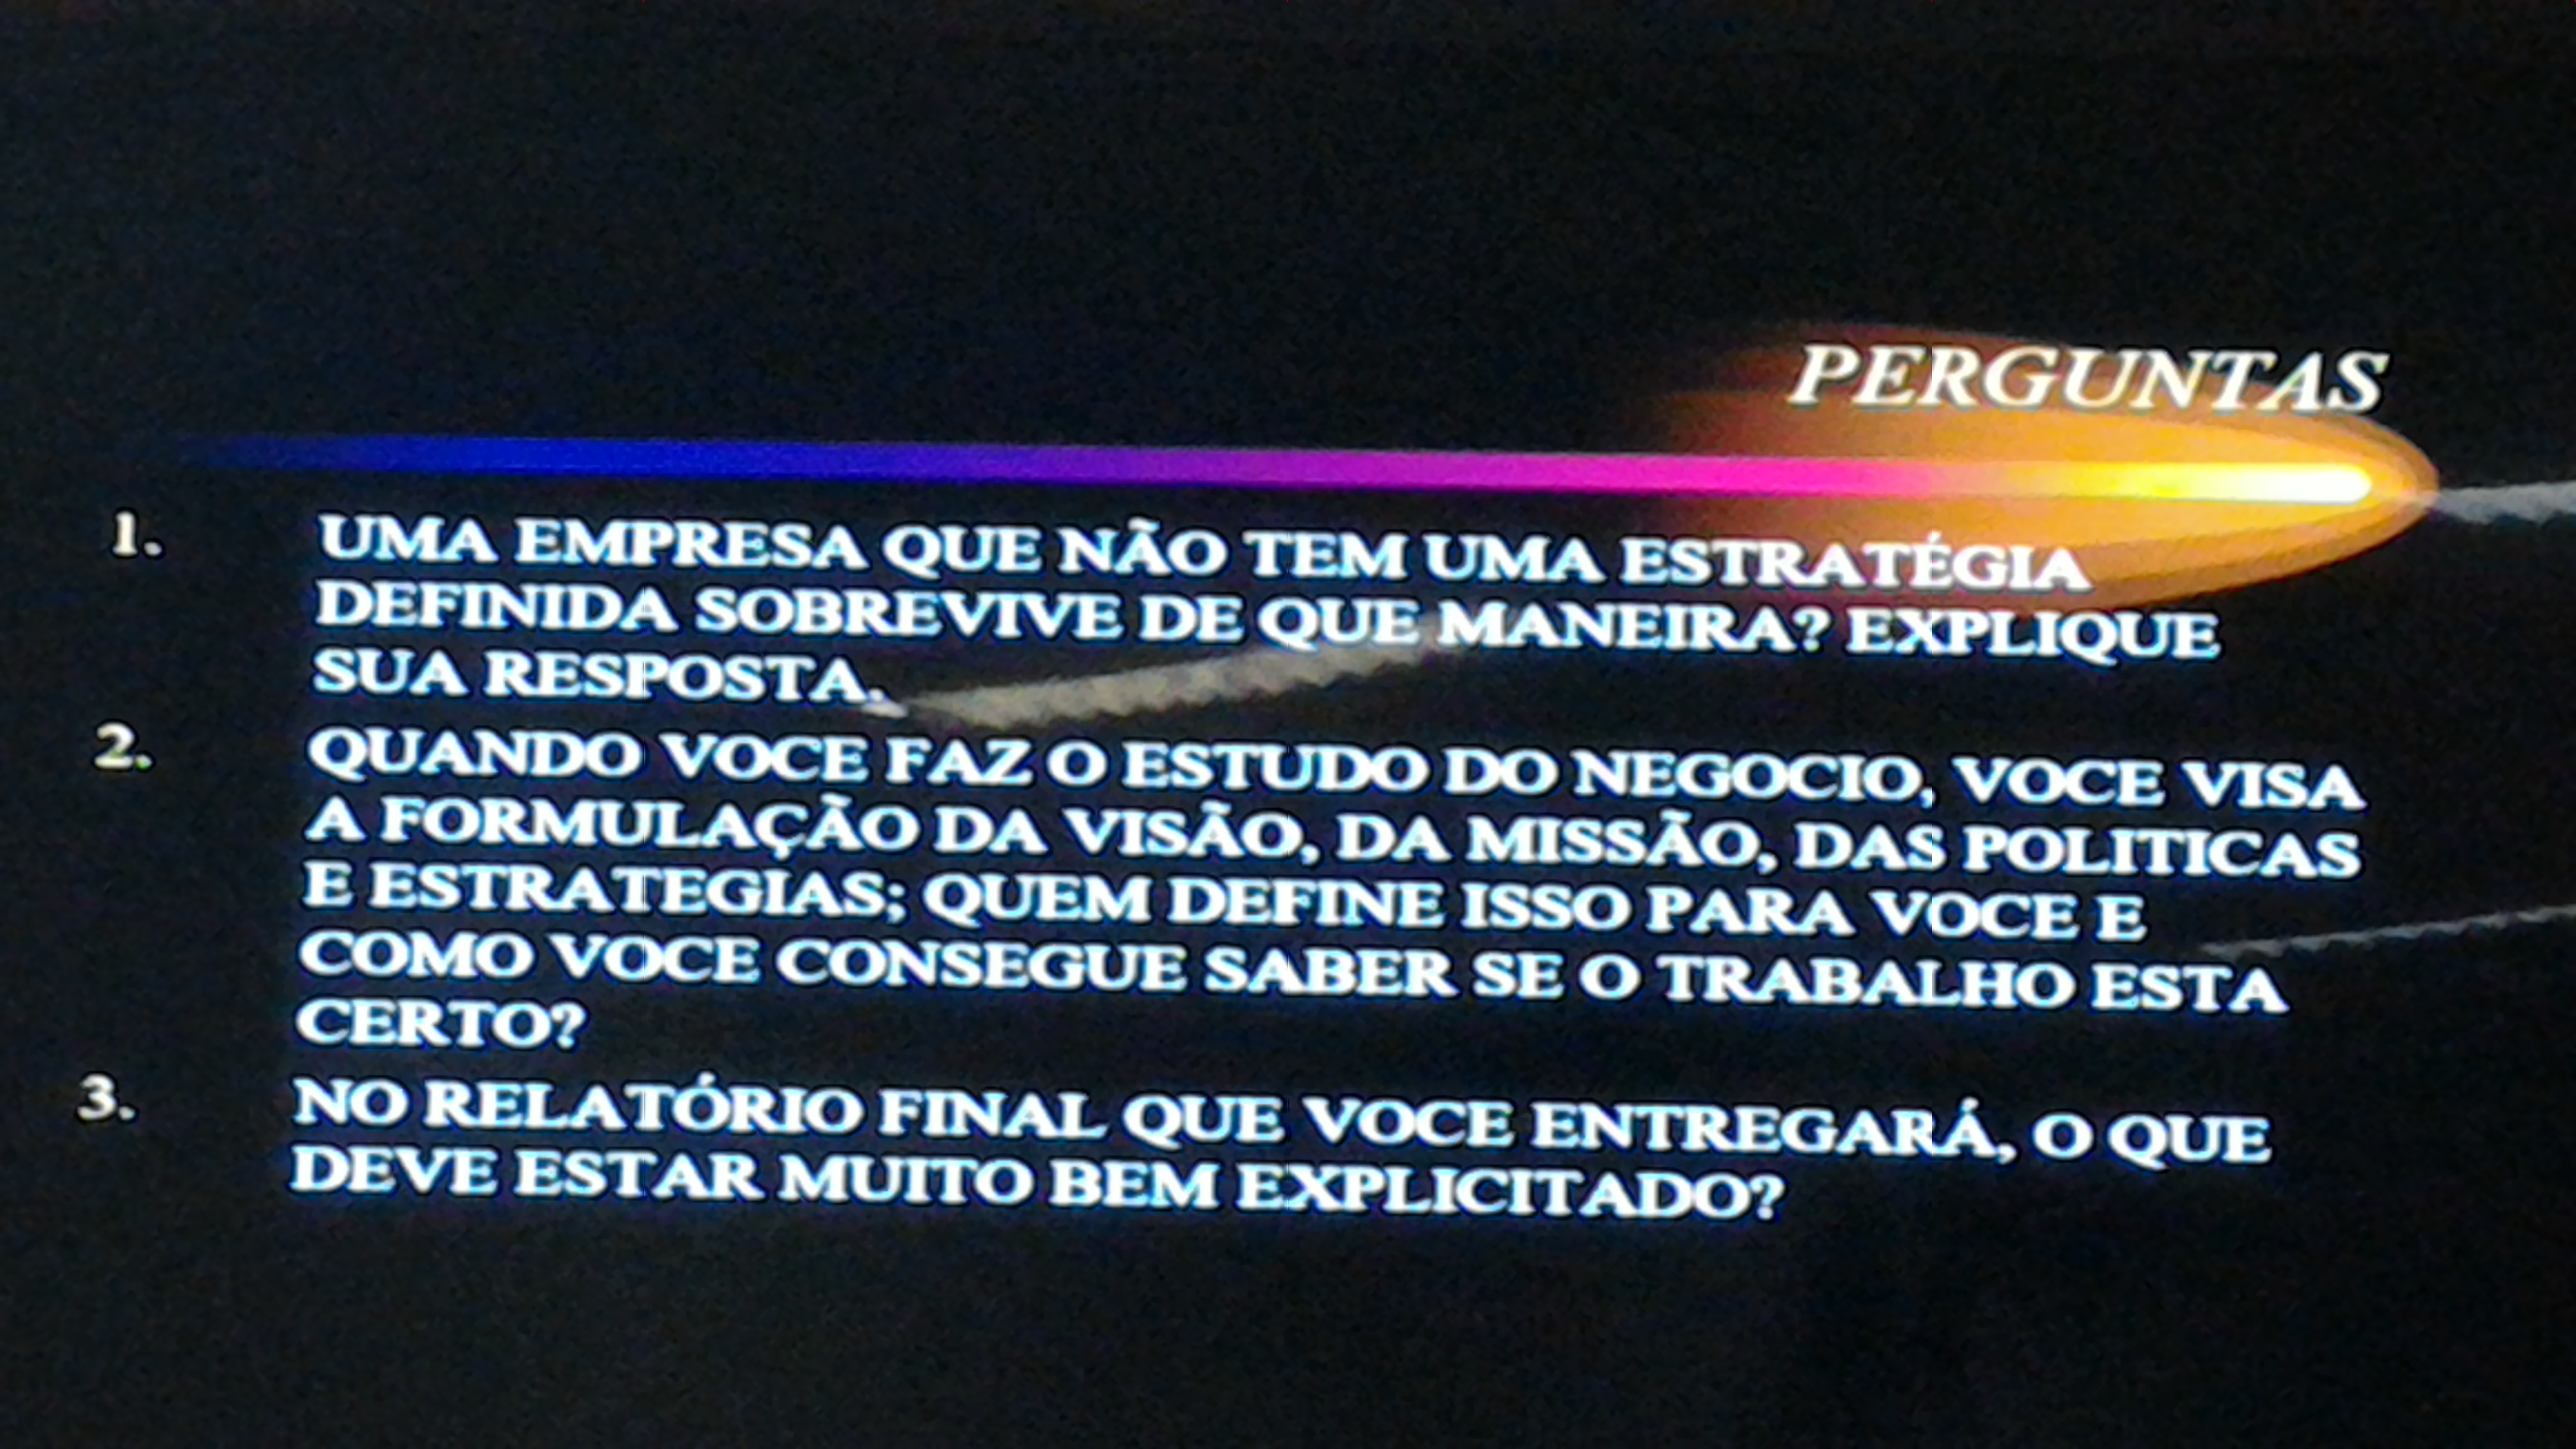 PERGUNTAS
1. UMA EMPRESA QUE NÃO TEM UMA ESTRATÉGIA
DEFINIDA SOBREVIVE DE QUE MANEIRA? EXPLIQUE
SUA RESPOSTA.
2. QUANDO VOCE FAZ O ESTUDO DO NEGOCIO, VOCE VISA
A FORMULAÇÃO DA VISÃO, DA MISSÃO, DAS POLITICAS
E ESTRATEGIAS; QUEM DEFINE ISSO PARA VOCE E
COMO VOCE CONSEGUE SABER SE O TRABALHO ESTA
CERTO?
3. NO RELATÓRIO FINAL QUE VOCE ENTREGARÁ, O QUE
DEVE ESTAR MUITO BEM EXPLICITADO?